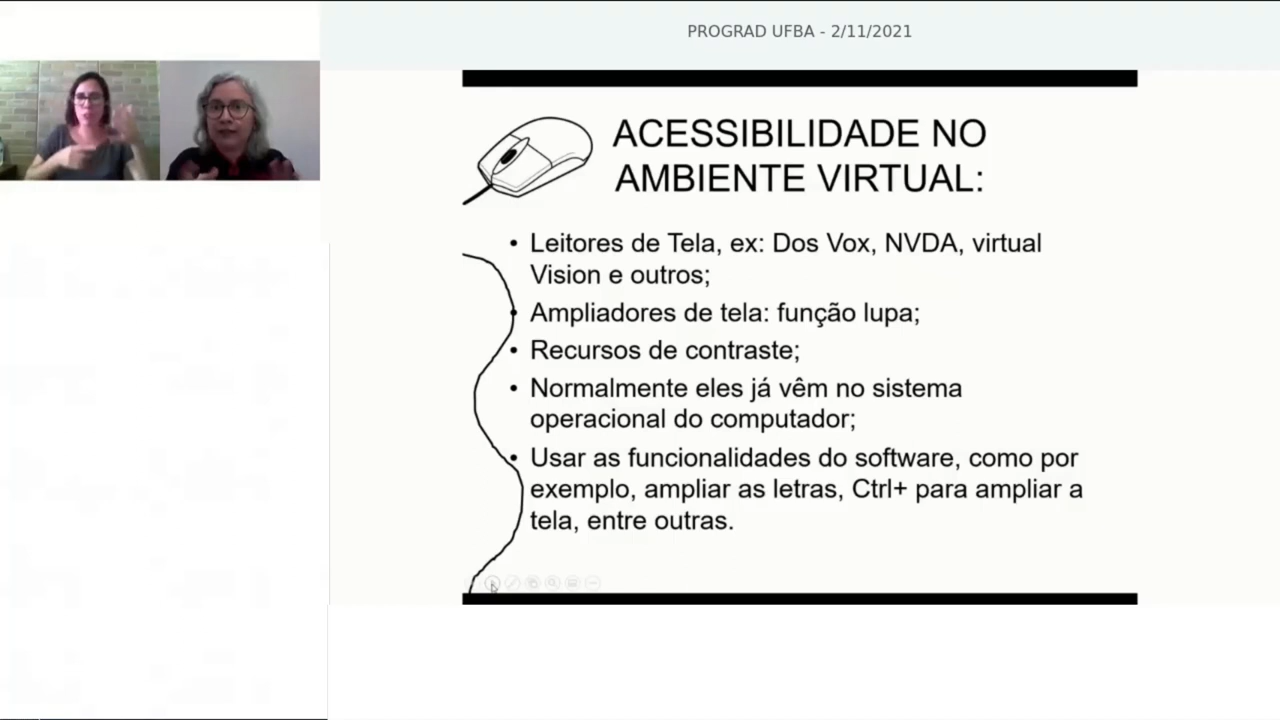 PROGRAD UFBA - 2/11/2021
ACESSIBILIDADE NO
AMBIENTE VIRTUAL:
• Leitores de Tela, ex: Dos Vox, NVDA, virtual
Vision e outros;
• Ampliadores de tela: função lupa;
• Recursos de contraste;
• Normalmente eles já vêm no sistema
operacional do computador;
• Usar as funcionalidades do software, como por
exemplo, ampliar as letras, Ctrl+ para ampliar a
tela, entre outras.